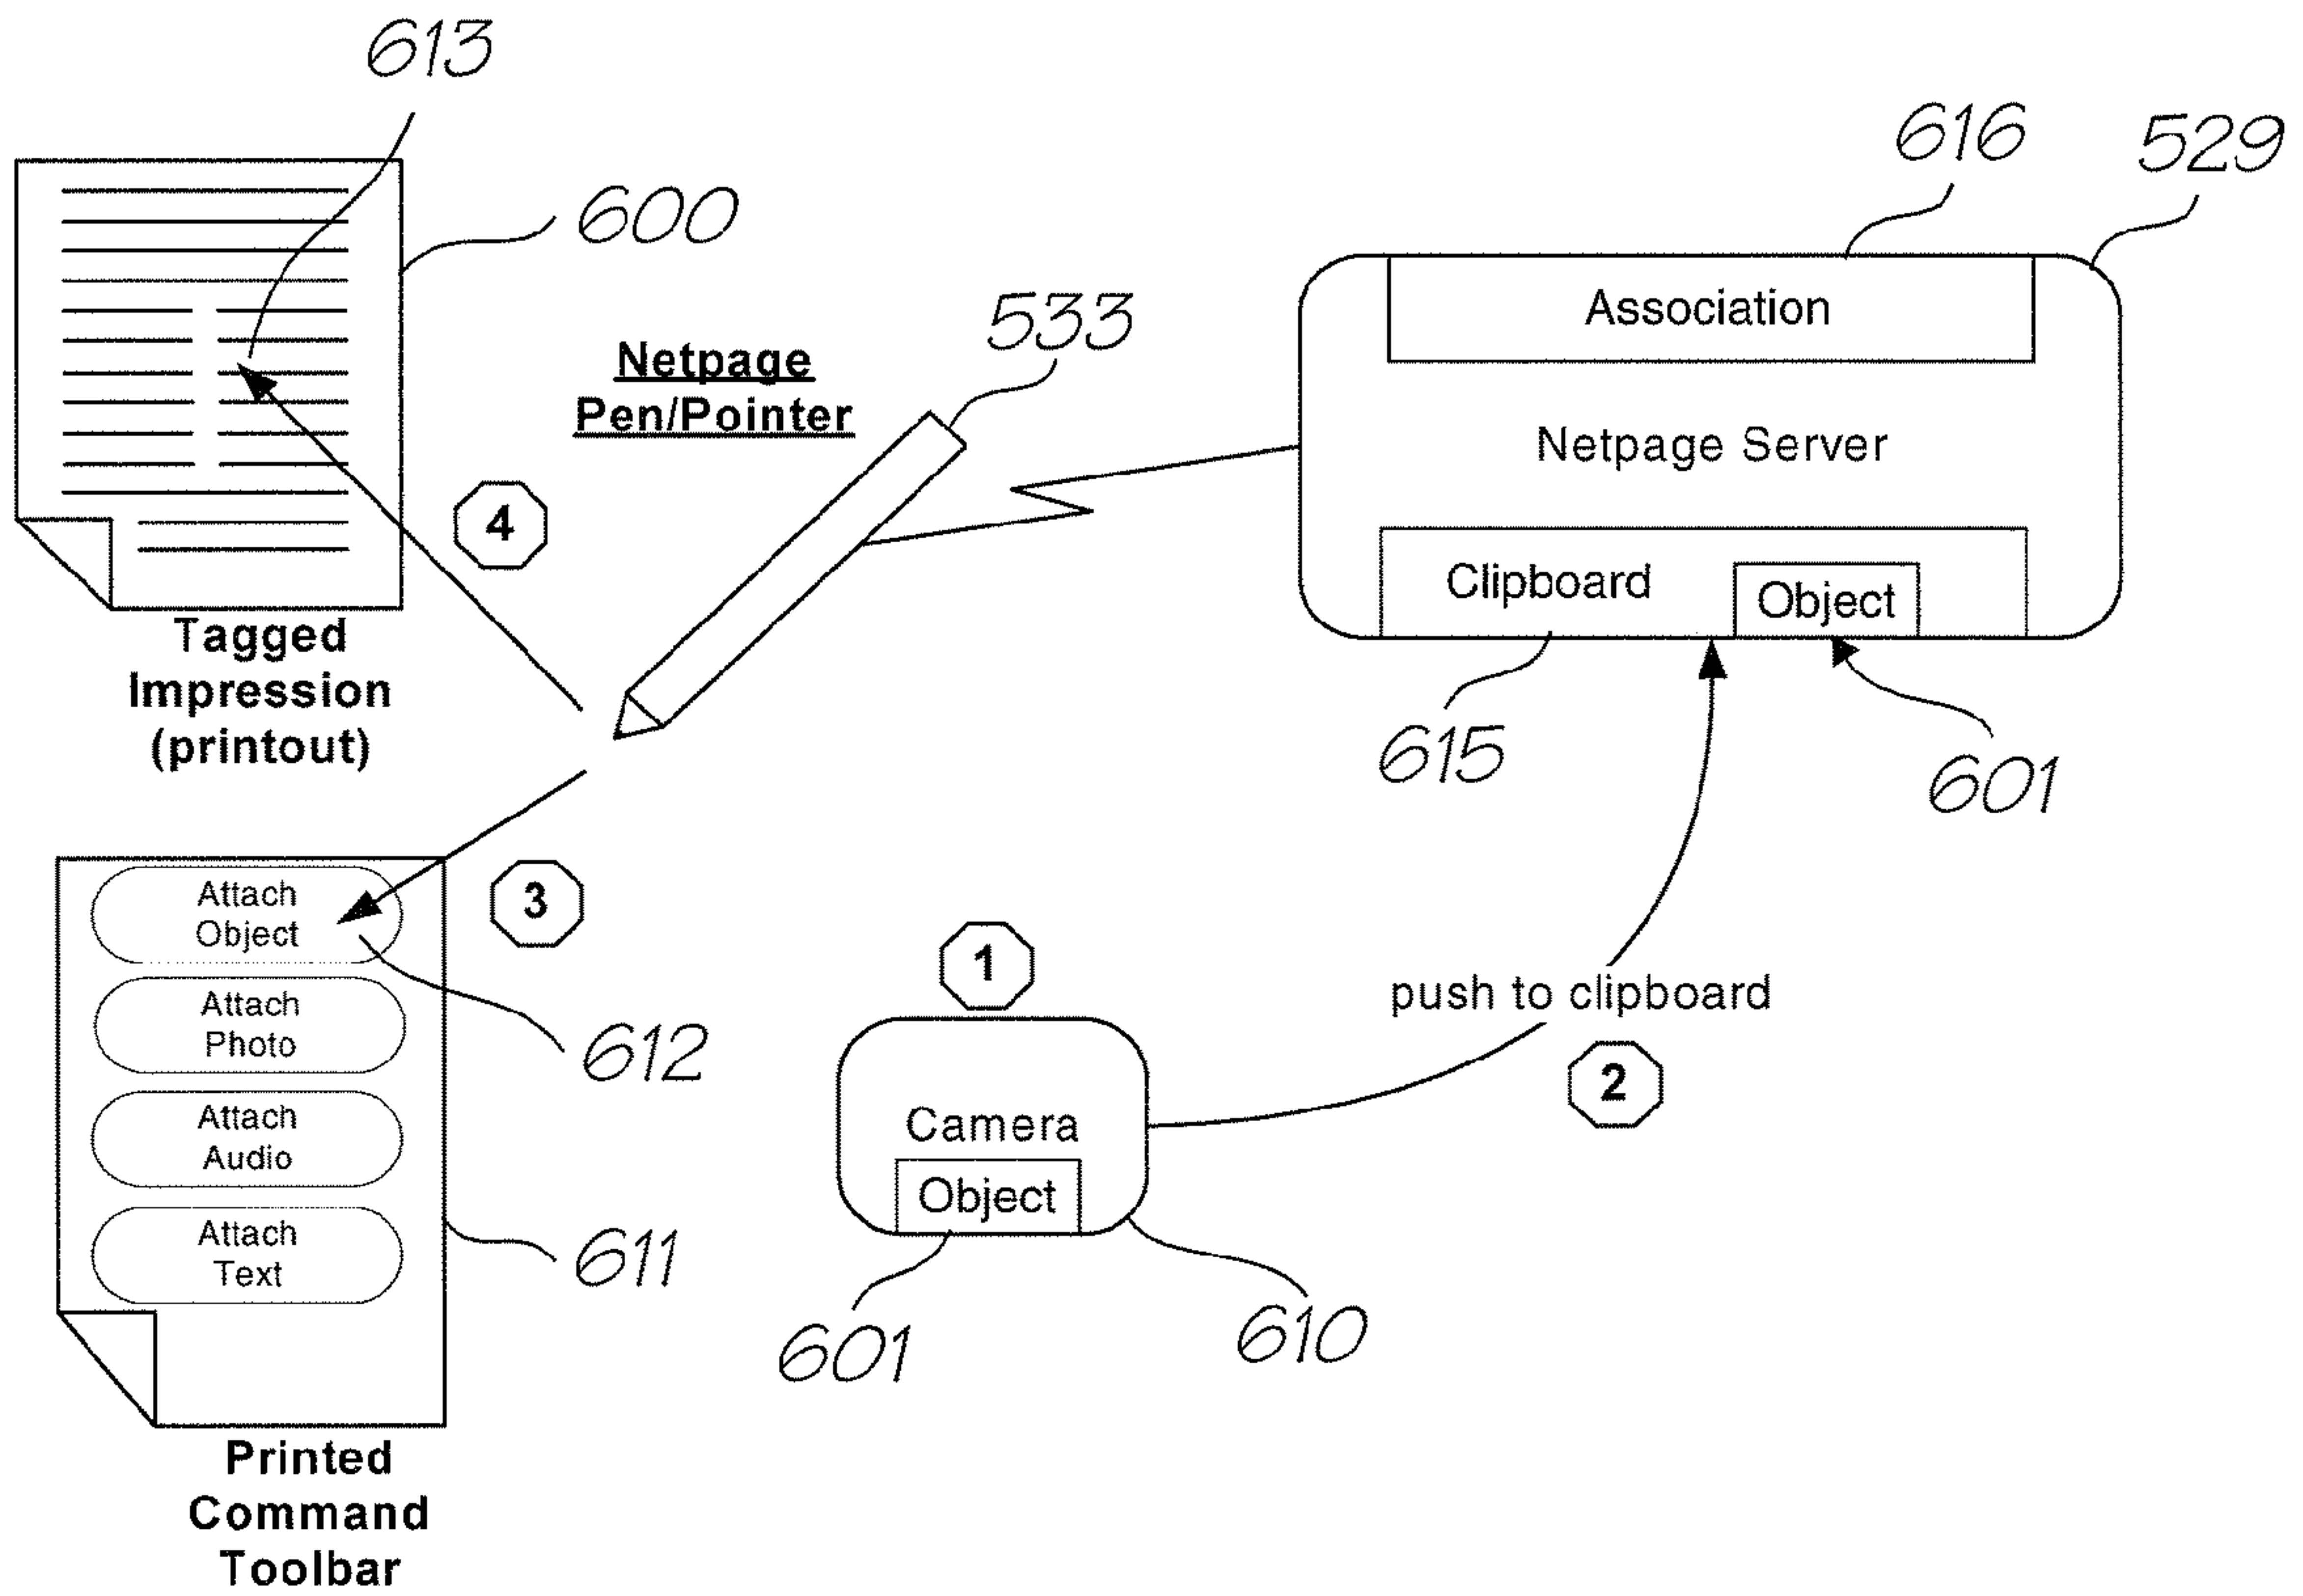 613
616
529
600
Association
533
Netpage
Pen/Pointer
Netpage Server
4
Clipboard
Object
Tagged
Impression
(printout)
615
601
Attach
Object
3
1
push to clipboard
Attach
Photo
612
2
Attach
Audio
Camera
Object
Attach
Text
611
601
610
Printed
Command
Toolbar